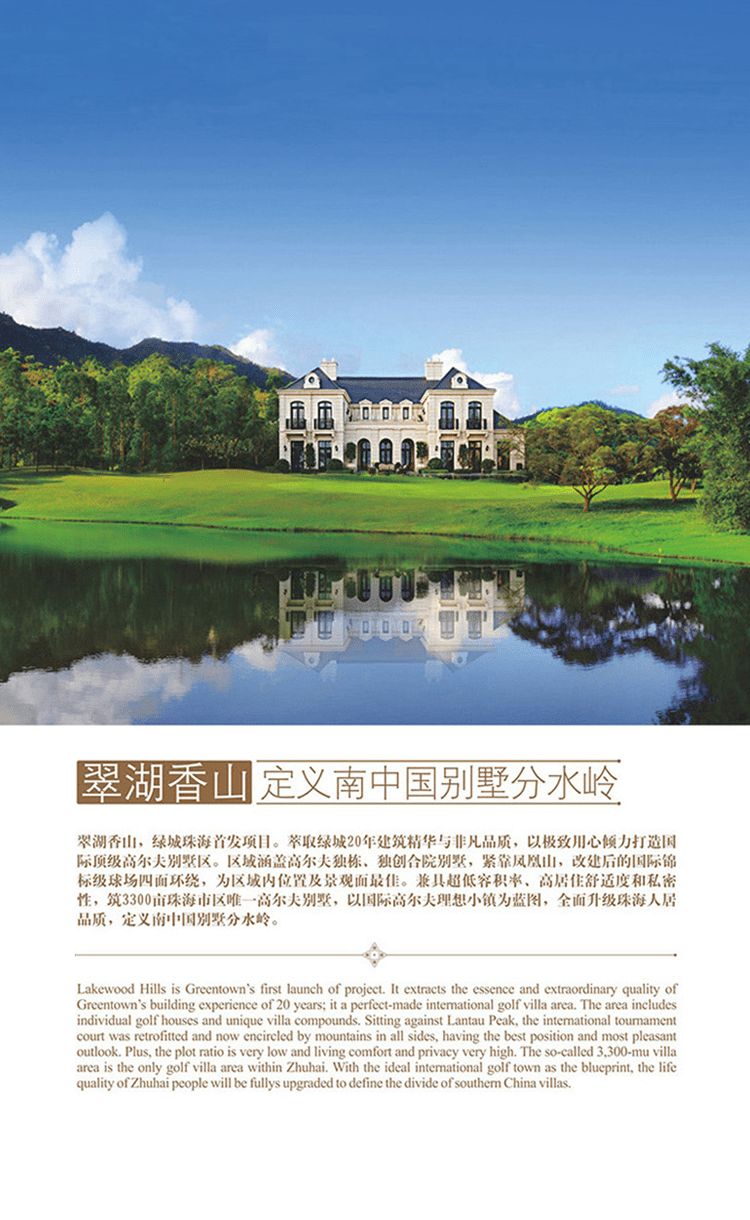 翠湖香山 定义南中国别墅分水岭
翠湖香山，绿城珠海首发项目。萃取绿城20年建筑精华与非凡品质，以极致用心倾力打造国
际顶级高尔夫别墅区。区域涵盖高尔夫独栋、独创合院别墅，紧靠凤凰山，改建后的国际锦
标级球场四面环绕，为区域内位置及景观面最佳。兼具超低容积率、高居住舒适度和私密
性，筑3300亩珠海市区唯一高尔夫别墅，以国际高尔夫理想小镇为蓝图，全面升级珠海人居
品质，定义南中国别墅分水岭。
Lakewood Hills is Greentown's first launch of project. It extracts the essence and extraordinary quality of
Greentown's building experience of 20 years; it a perfect-made international golf villa area. The area includes
individual golf houses and unique villa compounds. Sitting against Lantau Peak, the international tournament
court was retrofitted and now encircled by mountains in all sides, having the best position and most pleasant
outlook. Plus, the plot ratio is very low and living comfort and privacy very high. The so-called 3,300-mu villa
area is the only golf villa area within Zhuhai. With the ideal international golf town as the blueprint, the life
quality of Zhuhai people will be fullys upgraded to define the divide of southern China villas.